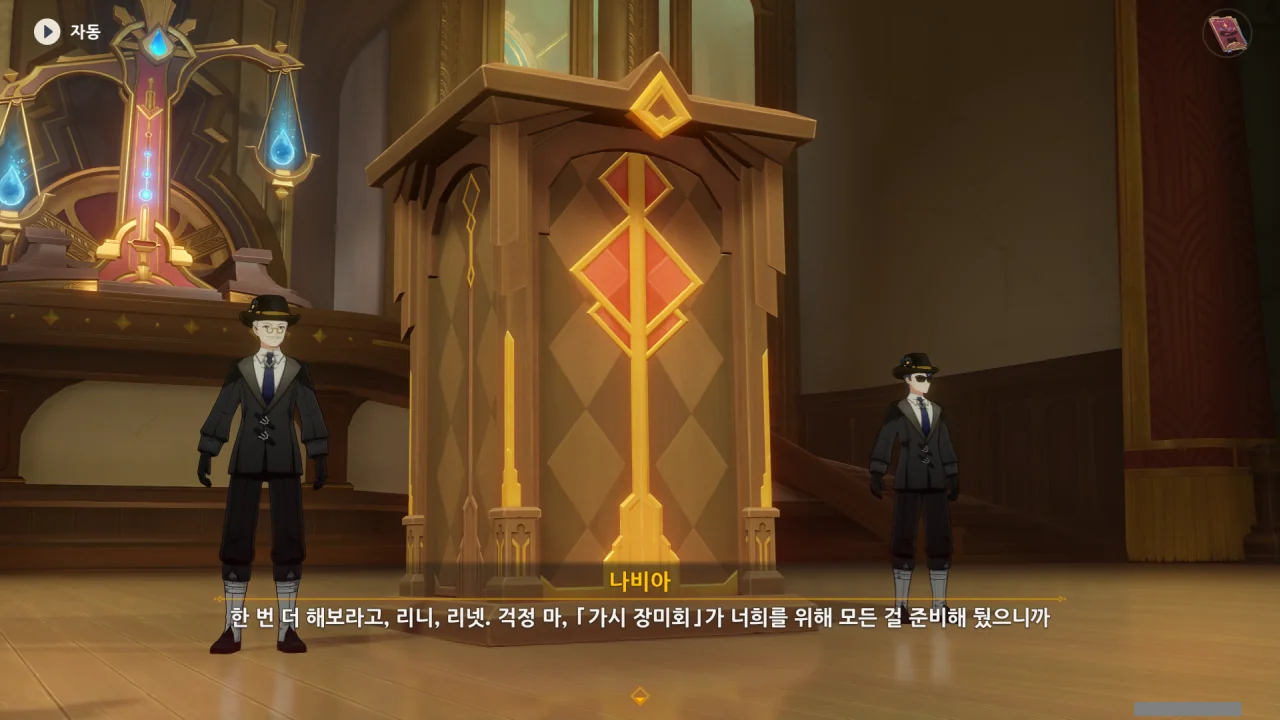 자동
나비아
한 번 더 해보라고, 리니, 리넷. 걱정 마, 「가시 장미회」가 너희를 위해 모든 걸 준비해 뒀으니까